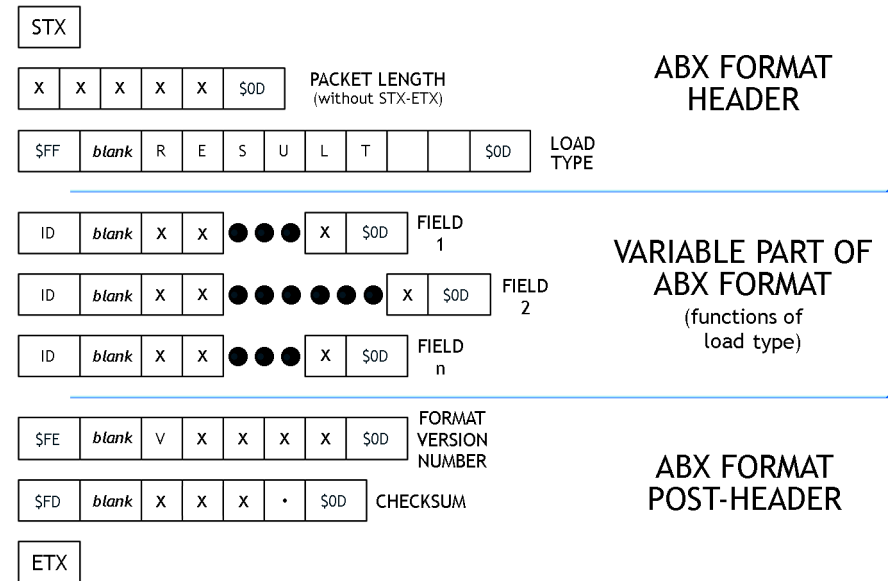 STX
X X X X X $0D
PACKET LENGTH
(without STX-ETX)
ABX FORMAT
HEADER
$FF blank R E S U L T $0D
LOAD
TYPE
ID blank X X X $0D
FIELD
1
VARIABLE PART OF
ABX FORMAT
(functions of
load type)
ID blank X X X $0D
FIELD
2
ID blank X X X $0D
FIELD
n
$FE blank V X X X X $0D
FORMAT
VERSION
NUMBER
ABX FORMAT
POST-HEADER
$FD blank X X X · $0D
CHECKSUM
ETX